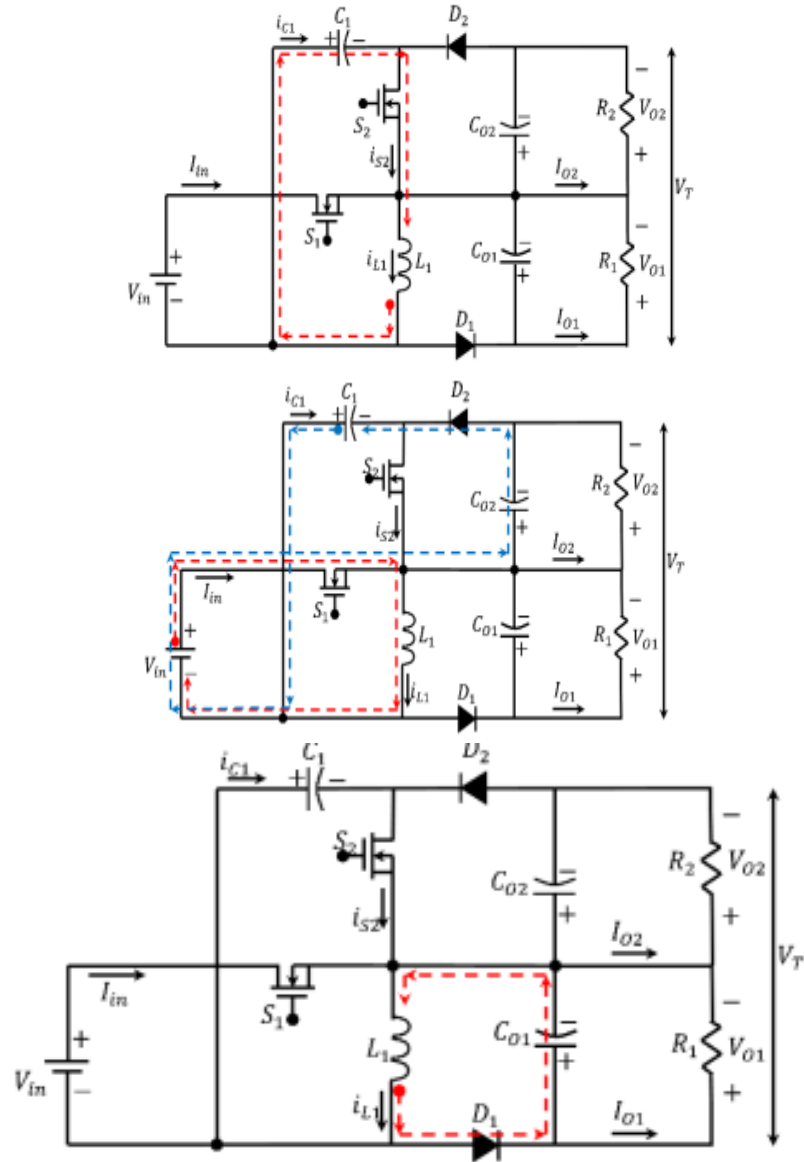 i_{C1} + C_1 − D_2
S_2 C_{O2} − + R_2 − V_{O2} +
i_{S2}
I_{in} I_{O2} V_T
S_1
V_{in} + − i_{L1} L_1 C_{O1} − + R_1 − V_{O1} +
D_1 I_{O1}
i_{C1} + C_1 − D_2
S_2 C_{O2} − + R_2 − V_{O2} +
i_{S2}
I_{in} I_{O2} V_T
S_1
V_{in} + − L_1 C_{O1} − + R_1 − V_{O1} +
i_{L1} D_1 I_{O1}
i_{C1} + C_1 − D_2
S_2 C_{O2} − + R_2 − V_{O2} +
i_{S2}
I_{in} I_{O2} V_T
S_1
V_{in} + − L_1 C_{O1} − + R_1 − V_{O1} +
i_{L1} D_1 I_{O1}